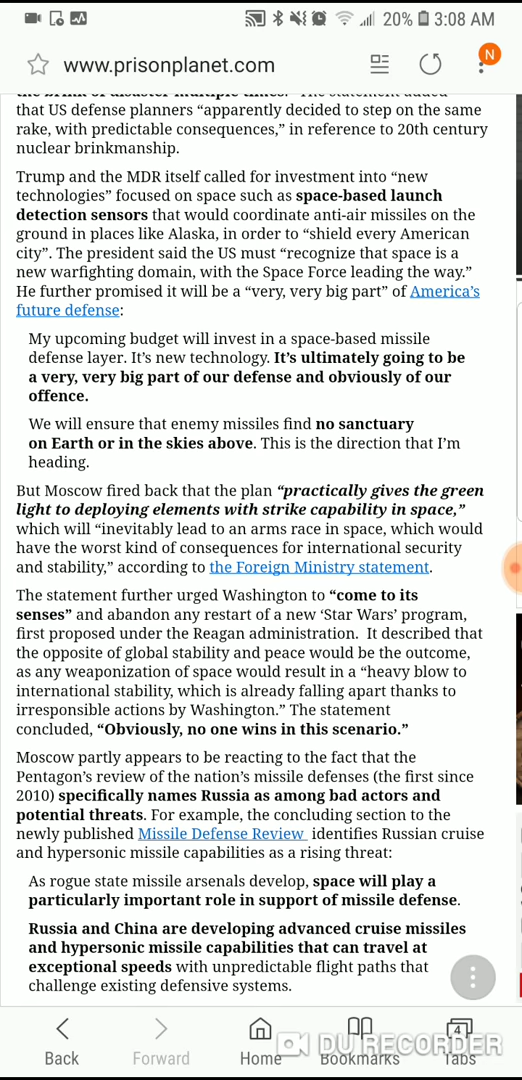 20% 3:08 AM
www.prisonplanet.com
N
the brink of disaster multiple times." The statement added
that US defense planners “apparently decided to step on the same
rake, with predictable consequences,” in reference to 20th century
nuclear brinkmanship.
Trump and the MDR itself called for investment into “new
technologies” focused on space such as space-based launch
detection sensors that would coordinate anti-air missiles on the
ground in places like Alaska, in order to “shield every American
city”. The president said the US must “recognize that space is a
new warfighting domain, with the Space Force leading the way.”
He further promised it will be a “very, very big part” of America’s
future defense:
My upcoming budget will invest in a space-based missile
defense layer. It’s new technology. It’s ultimately going to be
a very, very big part of our defense and obviously of our
offence.
We will ensure that enemy missiles find no sanctuary
on Earth or in the skies above. This is the direction that I’m
heading.
But Moscow fired back that the plan “practically gives the green
light to deploying elements with strike capability in space,”
which will “inevitably lead to an arms race in space, which would
have the worst kind of consequences for international security
and stability,” according to the Foreign Ministry statement.
The statement further urged Washington to “come to its
senses” and abandon any restart of a new ‘Star Wars’ program,
first proposed under the Reagan administration. It described that
the opposite of global stability and peace would be the outcome,
as any weaponization of space would result in a “heavy blow to
international stability, which is already falling apart thanks to
irresponsible actions by Washington.” The statement
concluded, “Obviously, no one wins in this scenario.”
Moscow partly appears to be reacting to the fact that the
Pentagon’s review of the nation’s missile defenses (the first since
2010) specifically names Russia as among bad actors and
potential threats. For example, the concluding section to the
newly published Missile Defense Review identifies Russian cruise
and hypersonic missile capabilities as a rising threat:
As rogue state missile arsenals develop, space will play a
particularly important role in support of missile defense.
Russia and China are developing advanced cruise missiles
and hypersonic missile capabilities that can travel at
exceptional speeds with unpredictable flight paths that
challenge existing defensive systems.
4
DU RECORDER
Back Forward Home Bookmarks Tabs